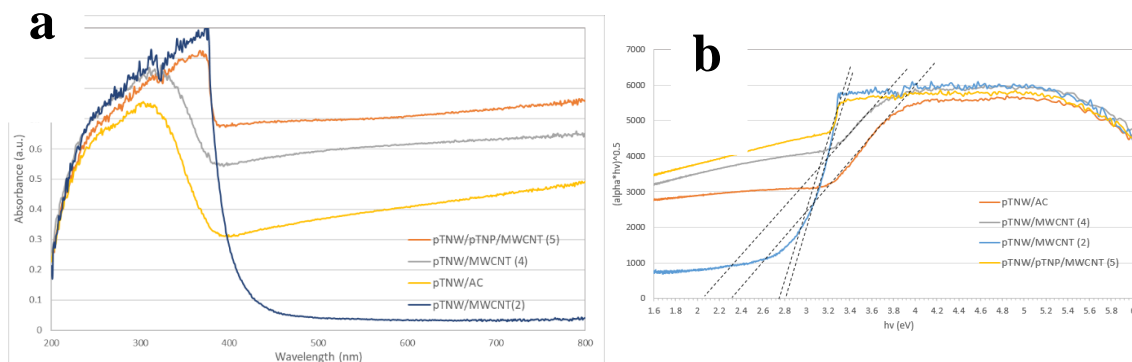 a
Absorbance (a.u.)
0.6
0.5
0.4
0.3
0.2
0.1
0
200
300
400
500
600
700
800
Wavelength (nm)
pTNW/pTNP/MWCNT (5)
pTNW/MWCNT (4)
pTNW/AC
pTNW/MWCNT(2)
b
(alpha*hv)^0.5
7000
6000
5000
4000
3000
2000
1000
0
1.6 1.8 2 2.2 2.4 2.6 2.8 3 3.2 3.4 3.6 3.8 4 4.2 4.4 4.6 4.8 5 5.2 5.4 5.6 5.8
hv (eV)
pTNW/AC
pTNW/MWCNT (4)
pTNW/MWCNT (2)
pTNW/pTNP/MWCNT (5)